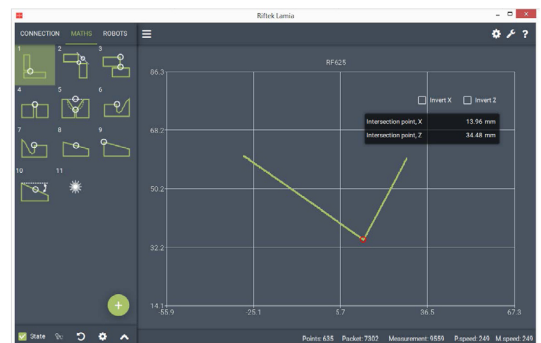 Riftek Lamia
CONNECTION MATHS ROBOTS
1 2 3
4 5 6
7 8 9
10 11
State
RF625
Invert X Invert Z
Intersection point, X 13.96 mm
Intersection point, Z 34.48 mm
86.3
68.2
50.2
32.2
14.1
-55.9 -25.1 5.7 36.5 67.3
Points: 635 Packet: 7302 Measurement: 9559 P.speed: 249 M.speed: 249